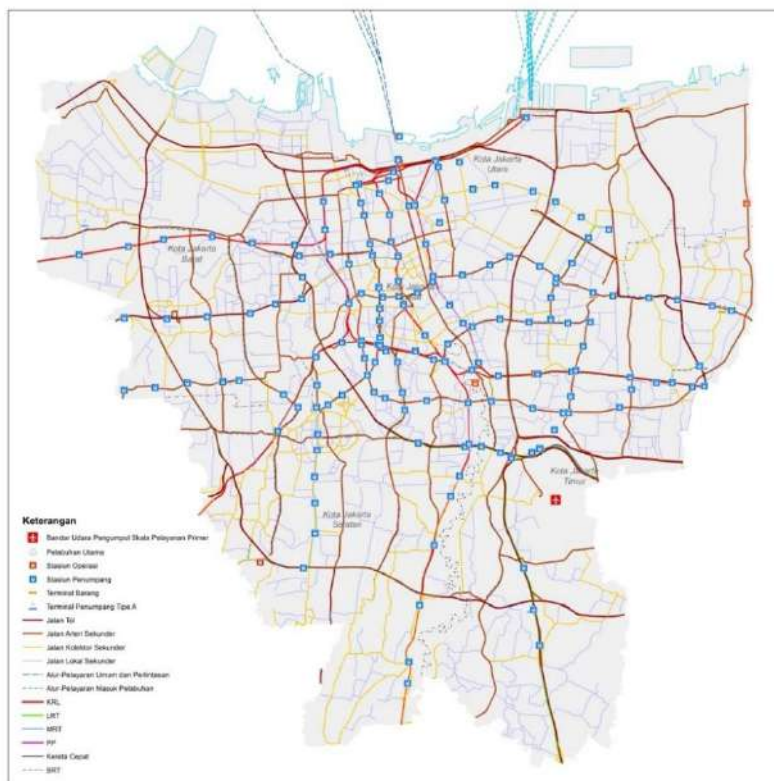 Kota Jakarta
Utara
Kota Jakarta
Barat
Kota Jakarta
Kota Jakarta
Timur
Kota Jakarta
Selatan
Keterangan
Bandar Udara Pengumpul Skala Pelayanan Primer
Pelabuhan Utama
Stasiun Operasi
Stasiun Penumpang
Terminal Barang
Terminal Penumpang Tipe A
Jalan Tol
Jalan Arteri Sekunder
Jalan Kolektor Sekunder
Jalan Lokal Sekunder
Alur-Pelayaran Umum dan Perlintasan
Alur-Pelayaran Masuk Pelabuhan
KRL
LRT
MRT
PP
Kereta Cepat
BRT